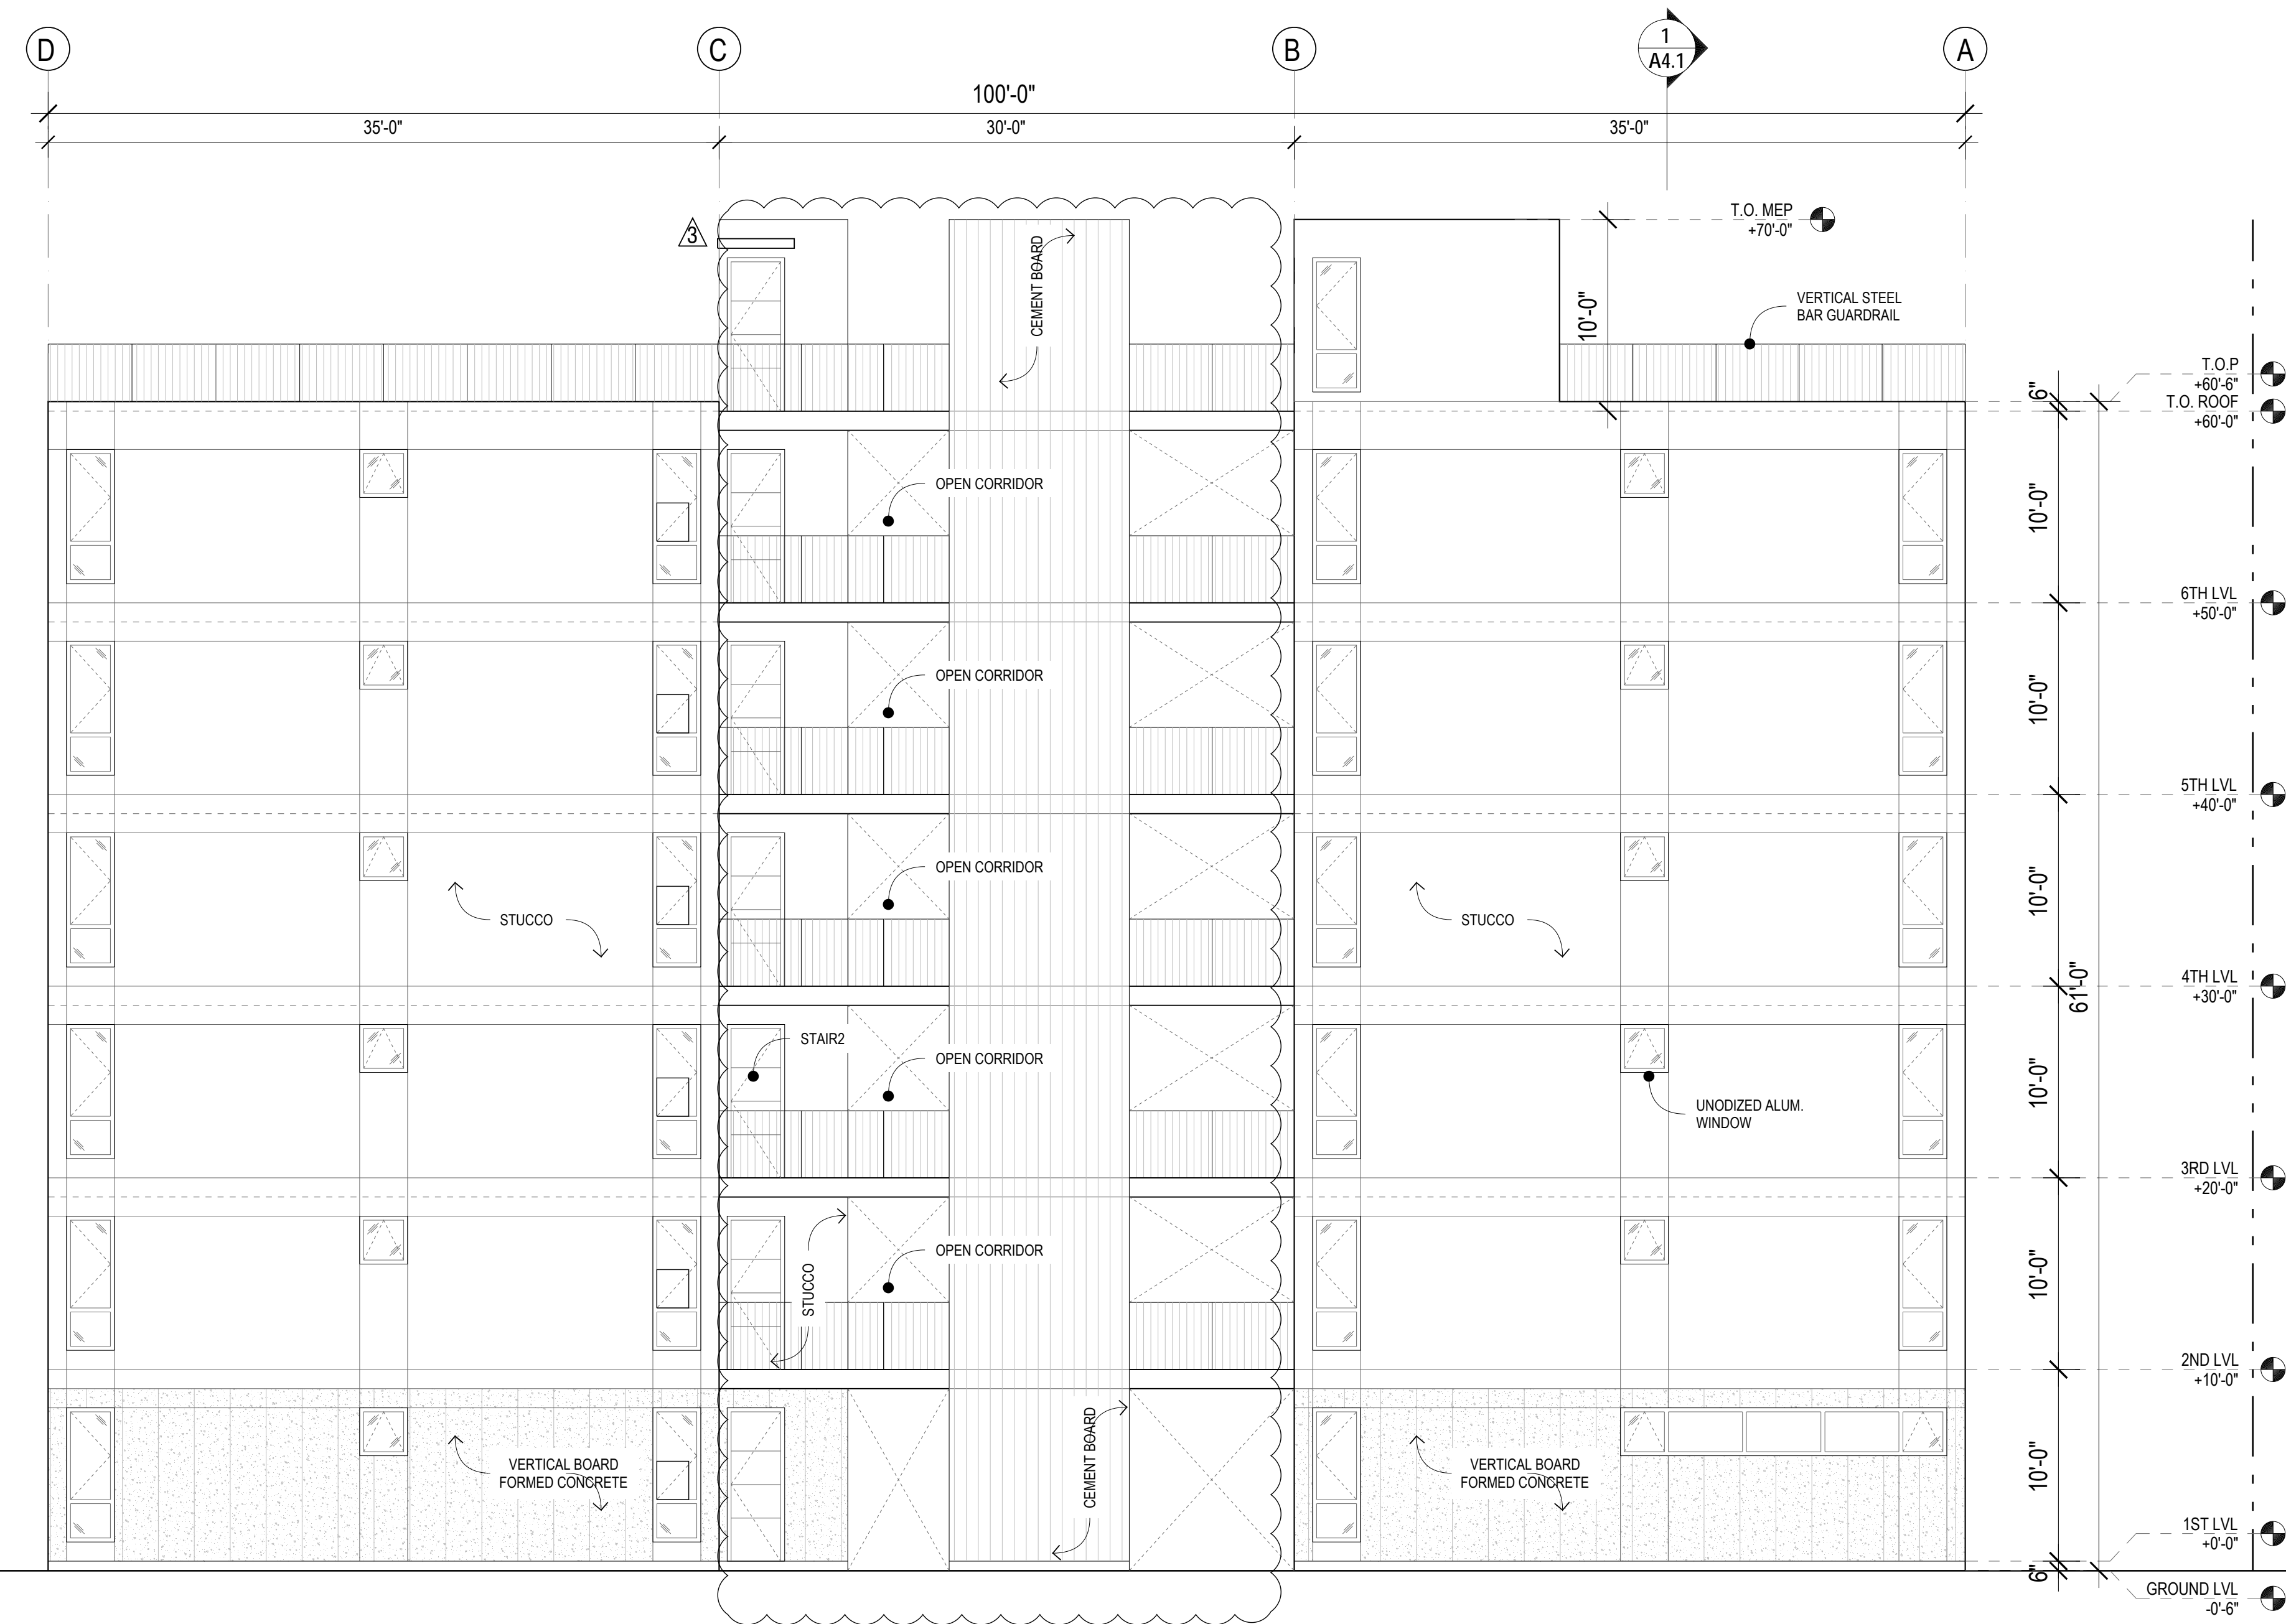 D
C
B
1
A4.1
A
100'-0"
35'-0"
30'-0"
35'-0"
T.O. MEP
+70'-0"
3
CEMENT BOARD
10'-0"
VERTICAL STEEL
BAR GUARDRAIL
T.O.P
+60'-6"
6"
T.O. ROOF
+60'-0"
OPEN CORRIDOR
10'-0"
6TH LVL
+50'-0"
OPEN CORRIDOR
10'-0"
5TH LVL
+40'-0"
OPEN CORRIDOR
10'-0"
STUCCO
STUCCO
4TH LVL
+30'-0"
61'-0"
STAIR2
OPEN CORRIDOR
10'-0"
UNODIZED ALUM.
WINDOW
3RD LVL
+20'-0"
STUCCO
OPEN CORRIDOR
10'-0"
2ND LVL
+10'-0"
VERTICAL BOARD
FORMED CONCRETE
CEMENT BOARD
VERTICAL BOARD
FORMED CONCRETE
10'-0"
1ST LVL
+0'-0"
6"
GROUND LVL
-0'-6"